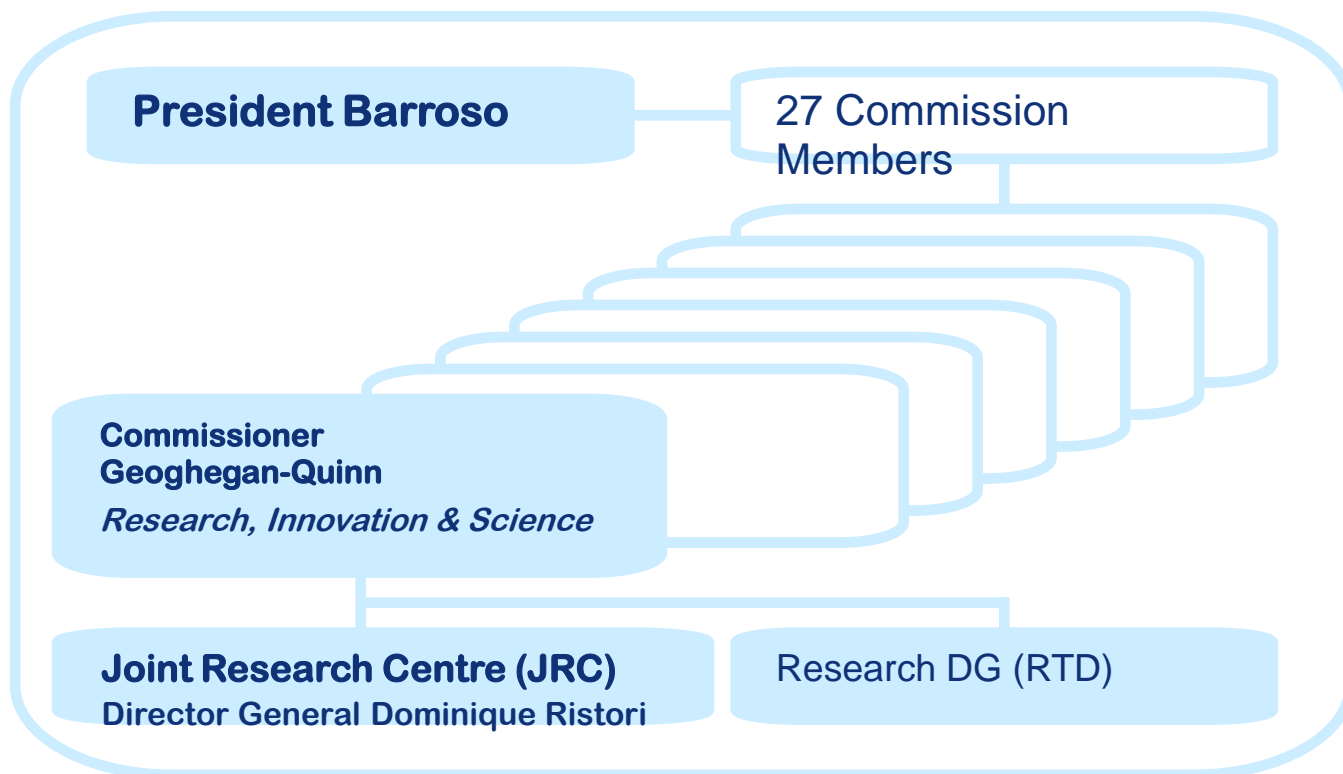 President Barroso
27 Commission
Members
Commissioner
Geoghegan-Quinn
Research, Innovation & Science
Joint Research Centre (JRC)
Director General Dominique Ristori
Research DG (RTD)